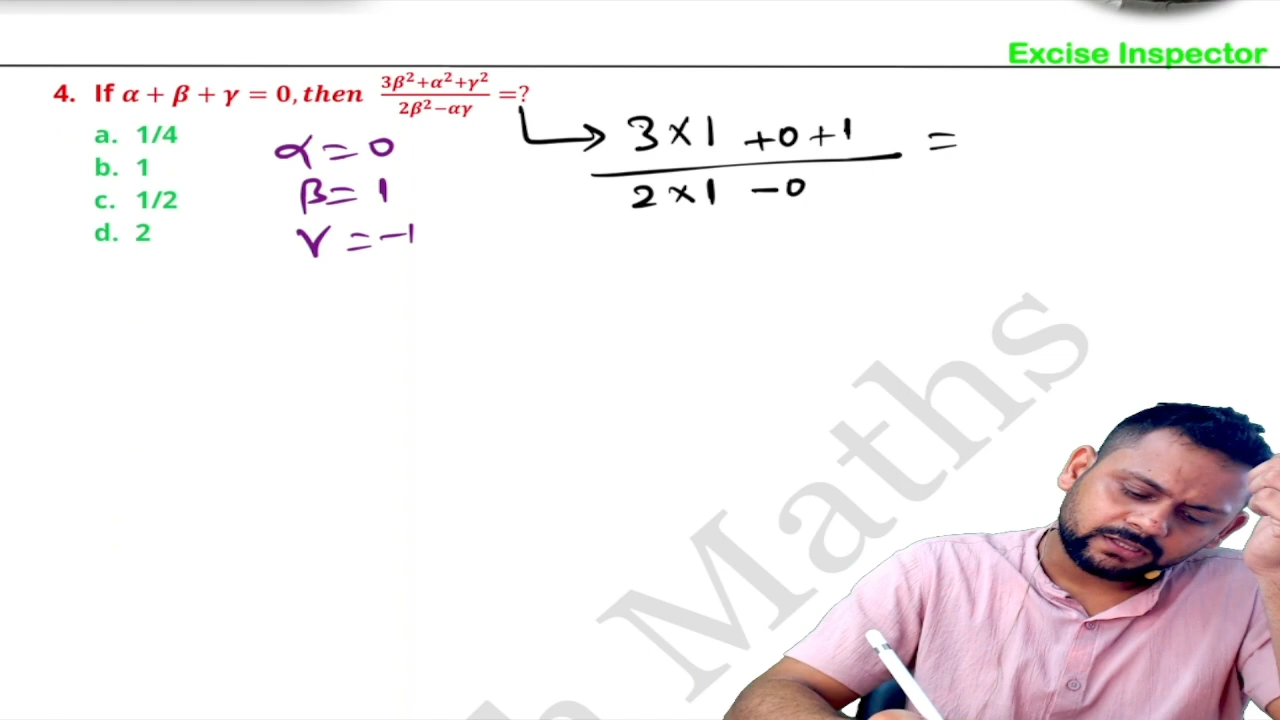 Excise Inspector
4. If α + β + γ = 0, then (3β²+α²+γ²)/(2β²−αγ) =?
a. 1/4
b. 1
c. 1/2
d. 2
α = 0
β = 1
γ = −1
3 × 1 + 0 + 1 =
2 × 1 − 0
Maths